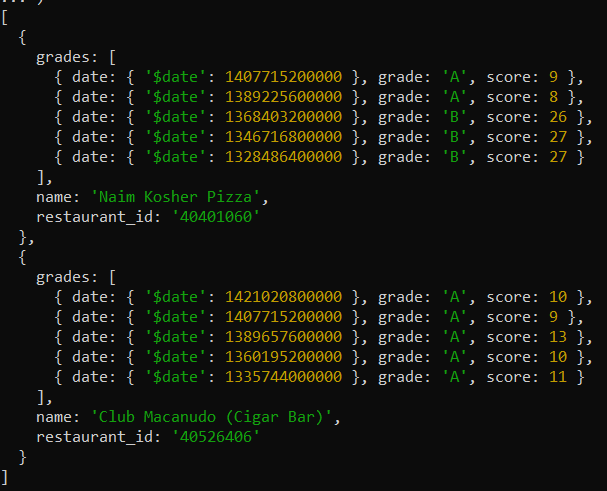 [
  {
    grades: [
      { date: { '$date': 1407715200000 }, grade: 'A', score: 9 },
      { date: { '$date': 1389225600000 }, grade: 'A', score: 8 },
      { date: { '$date': 1368403200000 }, grade: 'B', score: 26 },
      { date: { '$date': 1346716800000 }, grade: 'B', score: 27 },
      { date: { '$date': 1328486400000 }, grade: 'B', score: 27 }
    ],
    name: 'Naim Kosher Pizza',
    restaurant_id: '40401060'
  },
  {
    grades: [
      { date: { '$date': 1421020800000 }, grade: 'A', score: 10 },
      { date: { '$date': 1407715200000 }, grade: 'A', score: 9 },
      { date: { '$date': 1389657600000 }, grade: 'A', score: 13 },
      { date: { '$date': 1360195200000 }, grade: 'A', score: 10 },
      { date: { '$date': 1335744000000 }, grade: 'A', score: 11 }
    ],
    name: 'Club Macanudo (Cigar Bar)',
    restaurant_id: '40526406'
  }
]